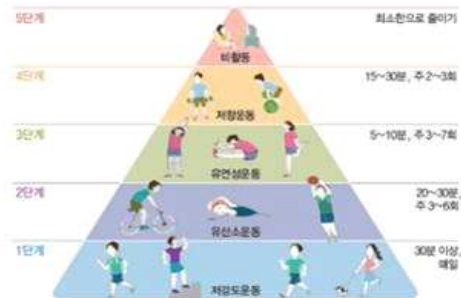 5단계
최소한으로 줄이기
비활동
4단계
15~30분, 주 2~3회
저항운동
3단계
5~10분, 주 3~7회
유연성운동
2단계
20~30분,
주 3~6회
유산소운동
1단계
30분 이상,
매일
저강도운동